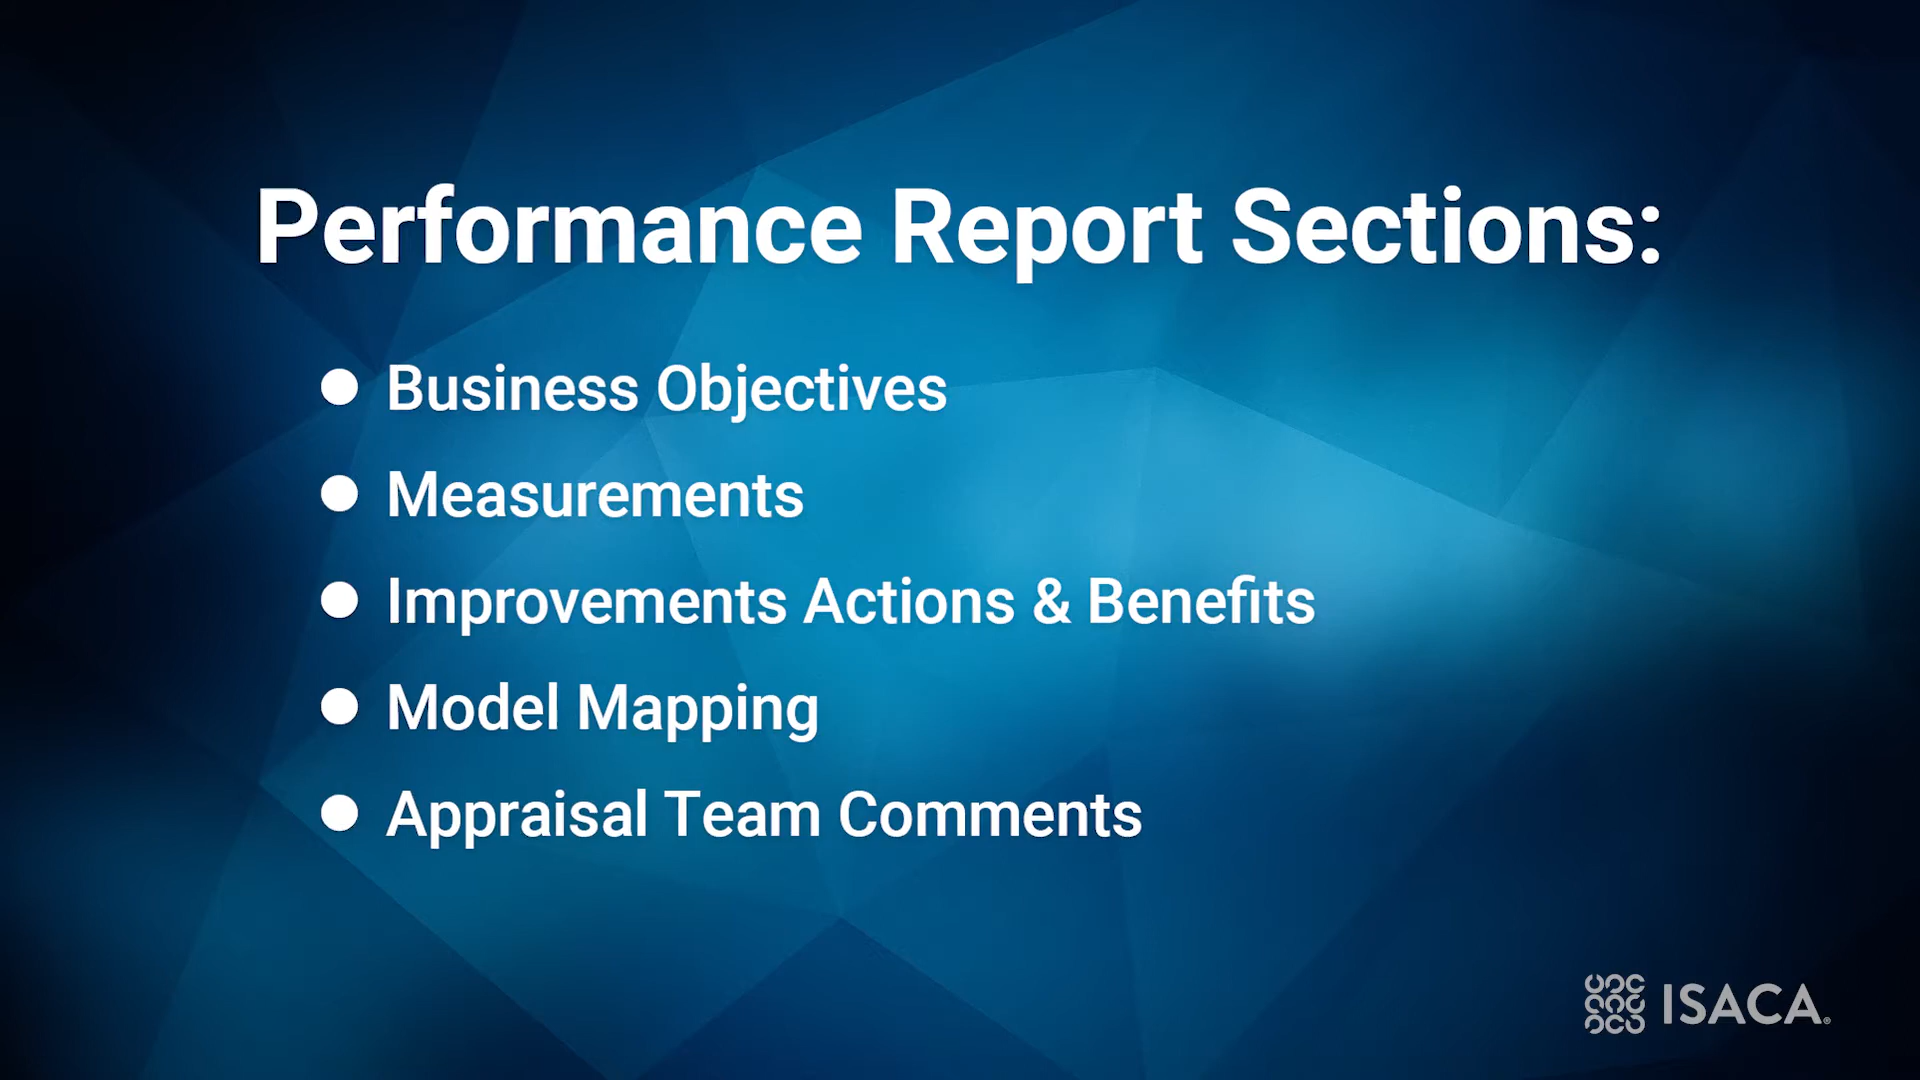 Performance Report Sections:
● Business Objectives
● Measurements
● Improvements Actions & Benefits
● Model Mapping
● Appraisal Team Comments
ISACA®